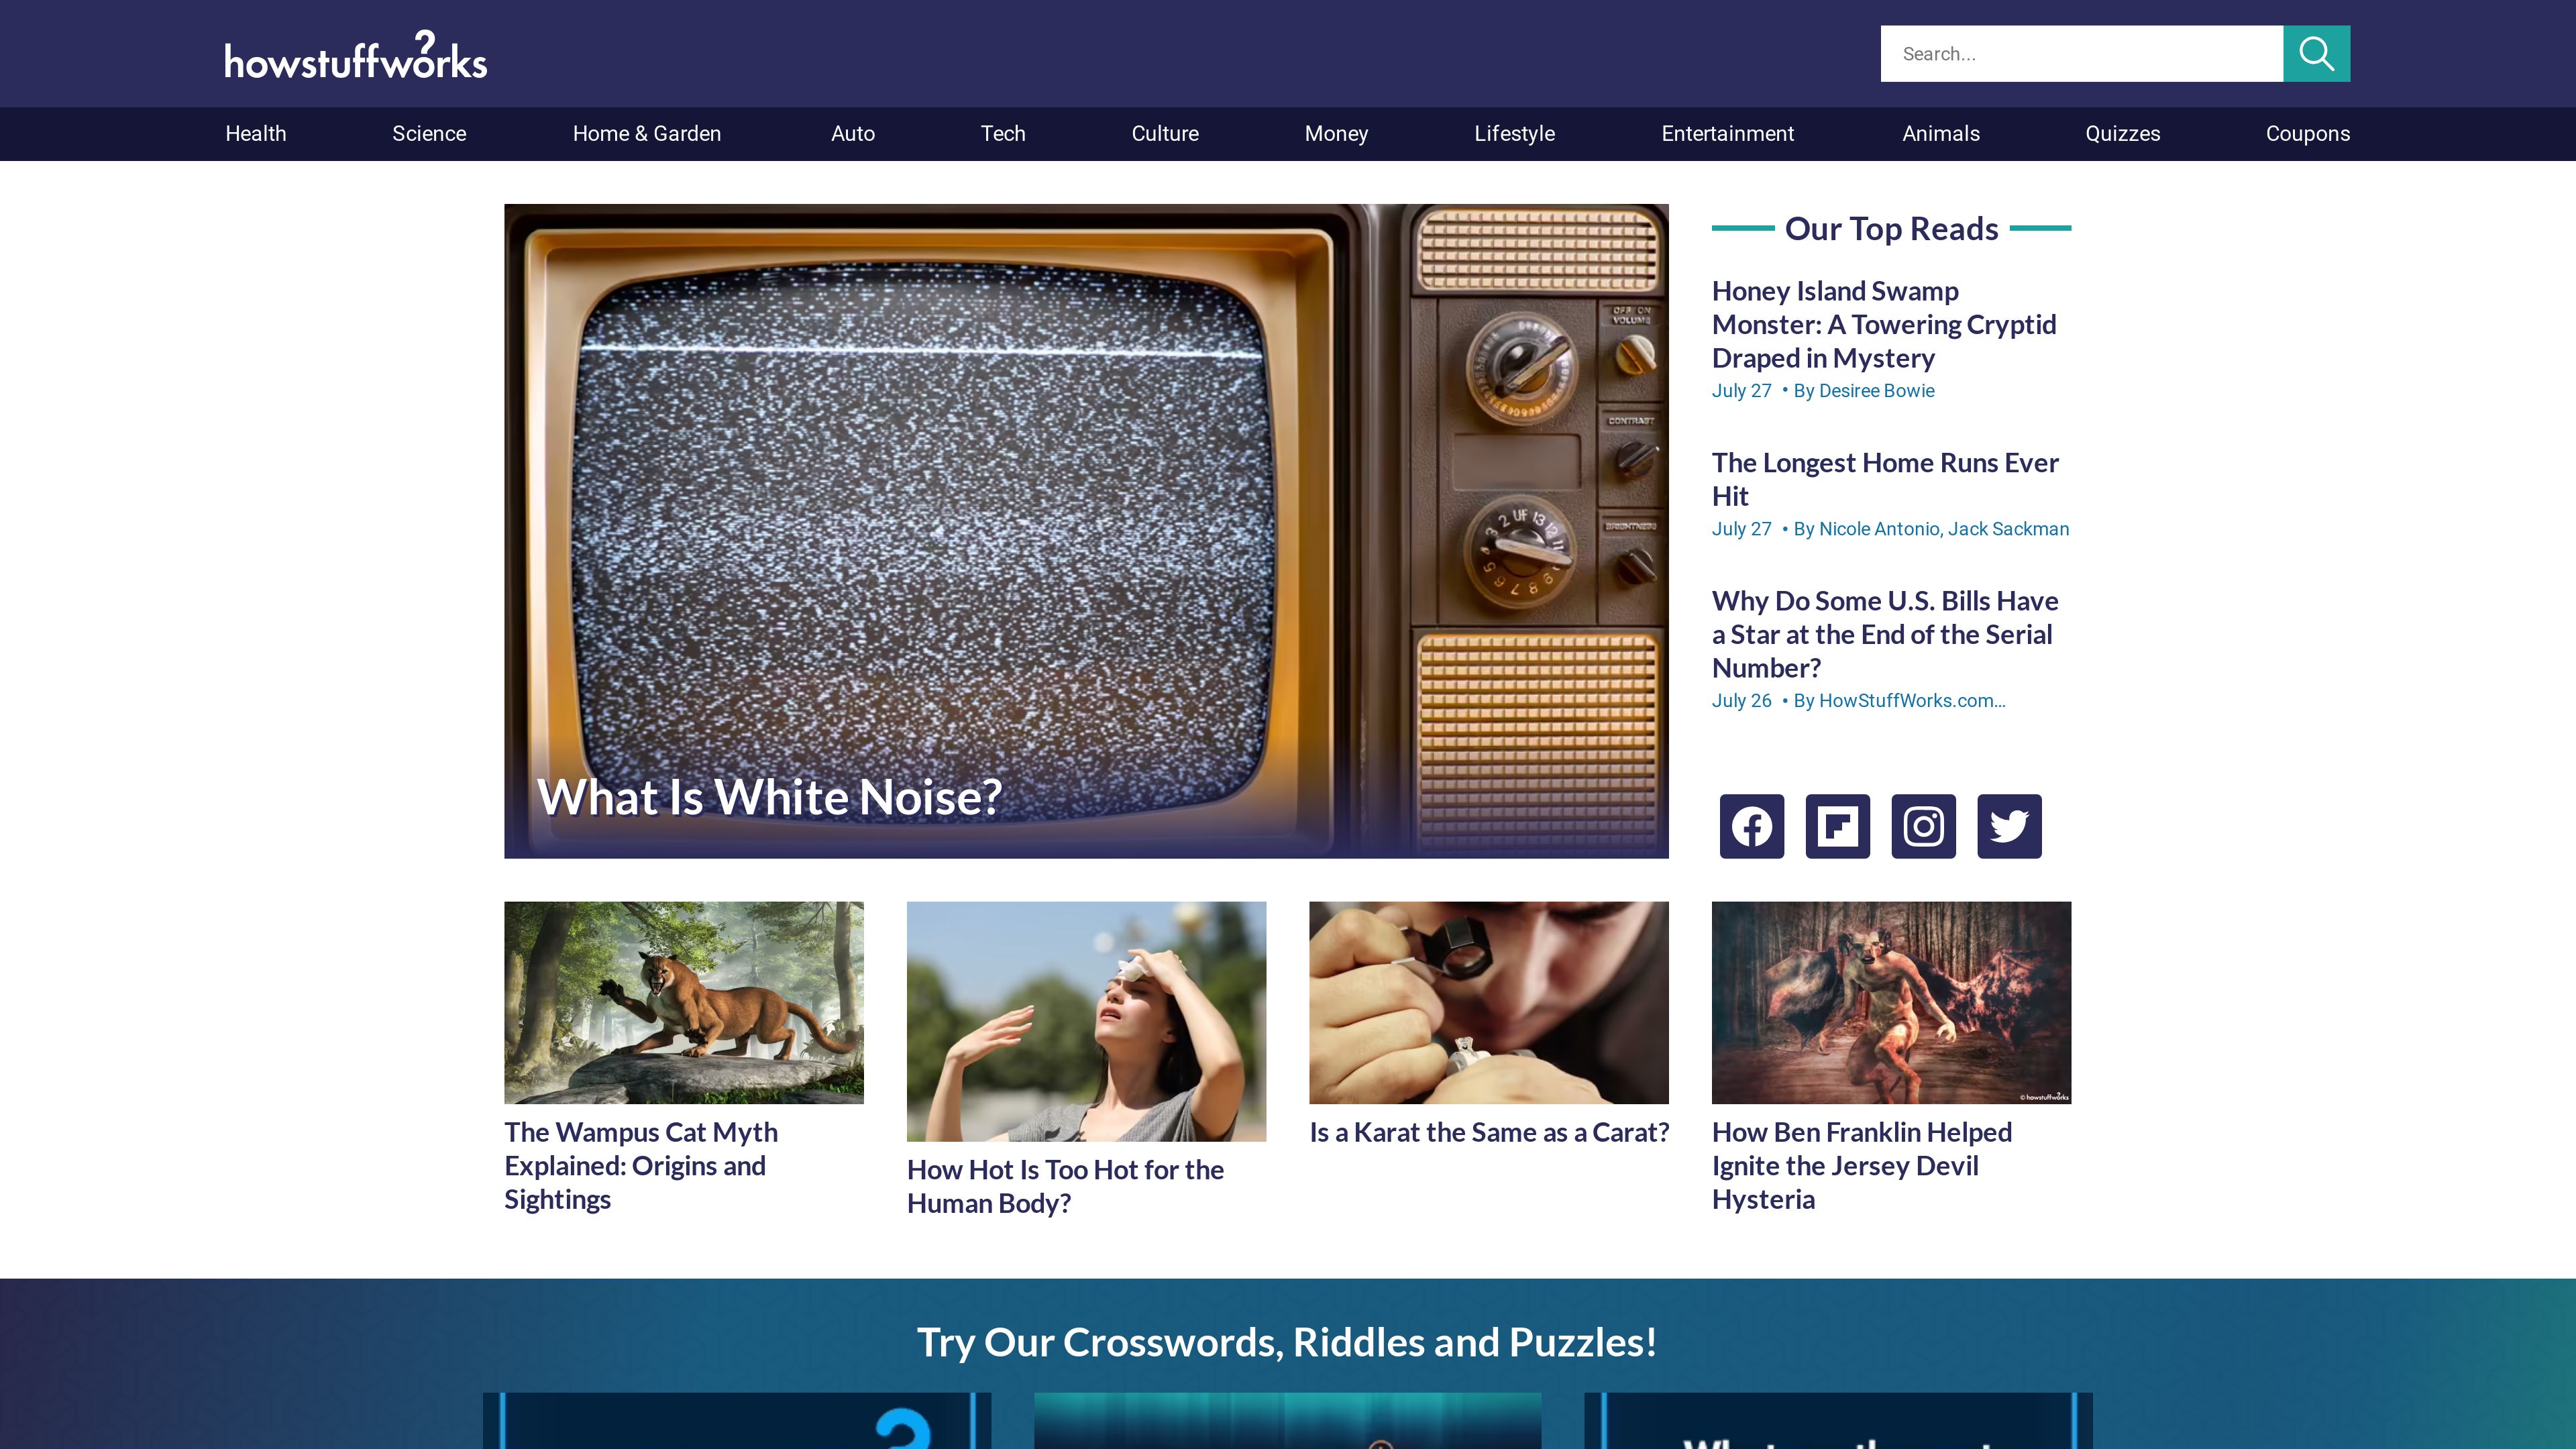 howstuffworks
Search...
Health Science Home & Garden Auto Tech Culture Money Lifestyle Entertainment Animals Quizzes Coupons
OFF ON
VOLUME
CONTRAST
BRIGHTNESS
What Is White Noise?
Our Top Reads
Honey Island Swamp
Monster: A Towering Cryptid
Draped in Mystery
July 27 • By Desiree Bowie
The Longest Home Runs Ever
Hit
July 27 • By Nicole Antonio, Jack Sackman
Why Do Some U.S. Bills Have
a Star at the End of the Serial
Number?
July 26 • By HowStuffWorks.com...
The Wampus Cat Myth
Explained: Origins and
Sightings
How Hot Is Too Hot for the
Human Body?
Is a Karat the Same as a Carat?
© howstuffworks
How Ben Franklin Helped
Ignite the Jersey Devil
Hysteria
Try Our Crosswords, Riddles and Puzzles!